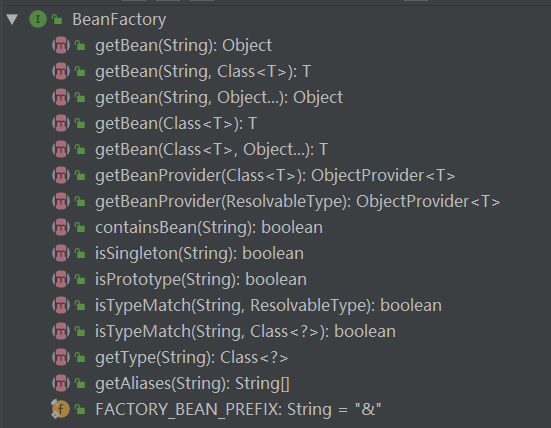 BeanFactory
getBean(String): Object
getBean(String, Class<T>): T
getBean(String, Object...): Object
getBean(Class<T>): T
getBean(Class<T>, Object...): T
getBeanProvider(Class<T>): ObjectProvider<T>
getBeanProvider(ResolvableType): ObjectProvider<T>
containsBean(String): boolean
isSingleton(String): boolean
isPrototype(String): boolean
isTypeMatch(String, ResolvableType): boolean
isTypeMatch(String, Class<?>): boolean
getType(String): Class<?>
getAliases(String): String[]
FACTORY_BEAN_PREFIX: String = "&"